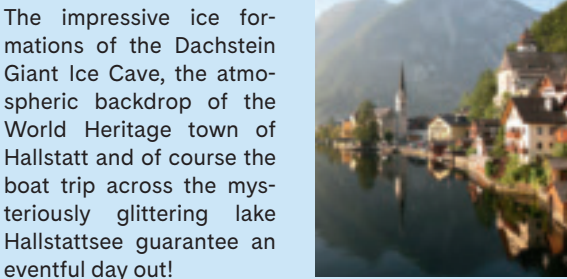 The impressive ice for-
mations of the Dachstein
Giant Ice Cave, the atmo-
spheric backdrop of the
World Heritage town of
Hallstatt and of course the
boat trip across the mys-
teriously glittering lake
Hallstattsee guarantee an
eventful day out!